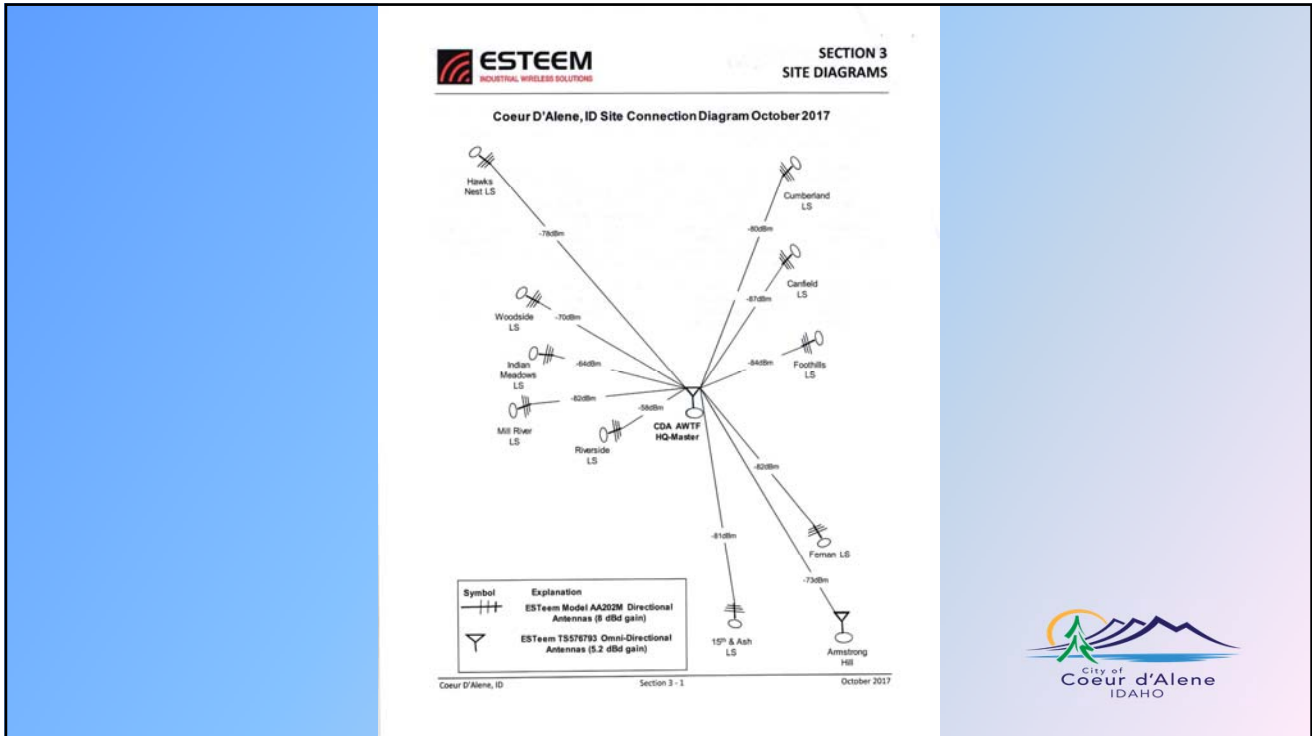 ESTEEM
INDUSTRIAL WIRELESS SOLUTIONS
SECTION 3
SITE DIAGRAMS
Coeur D'Alene, ID Site Connection Diagram October 2017
Hawks
Nest LS
-78dBm
Cumberland
LS
-80dBm
Canfield
LS
-87dBm
Woodside
LS
-70dBm
Indian
Meadows
LS
-64dBm
Foothills
LS
-84dBm
Mill River
LS
-82dBm
Riverside
LS
-58dBm
CDA AWTF
HQ-Master
-82dBm
Fernan LS
-81dBm
-73dBm
15th & Ash
LS
Armstrong
Hill
Symbol Explanation
ESTeem Model AA202M Directional
Antennas (8 dBd gain)
ESTeem TS576793 Omni-Directional
Antennas (5.2 dBd gain)
Coeur D'Alene, ID Section 3 - 1 October 2017
City of
Coeur d'Alene
IDAHO